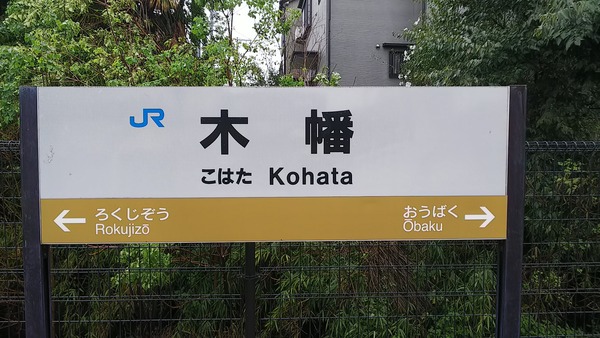 JR 木幡
こはた Kohata
← ろくじぞう おうばく →
Rokujizō Ōbaku